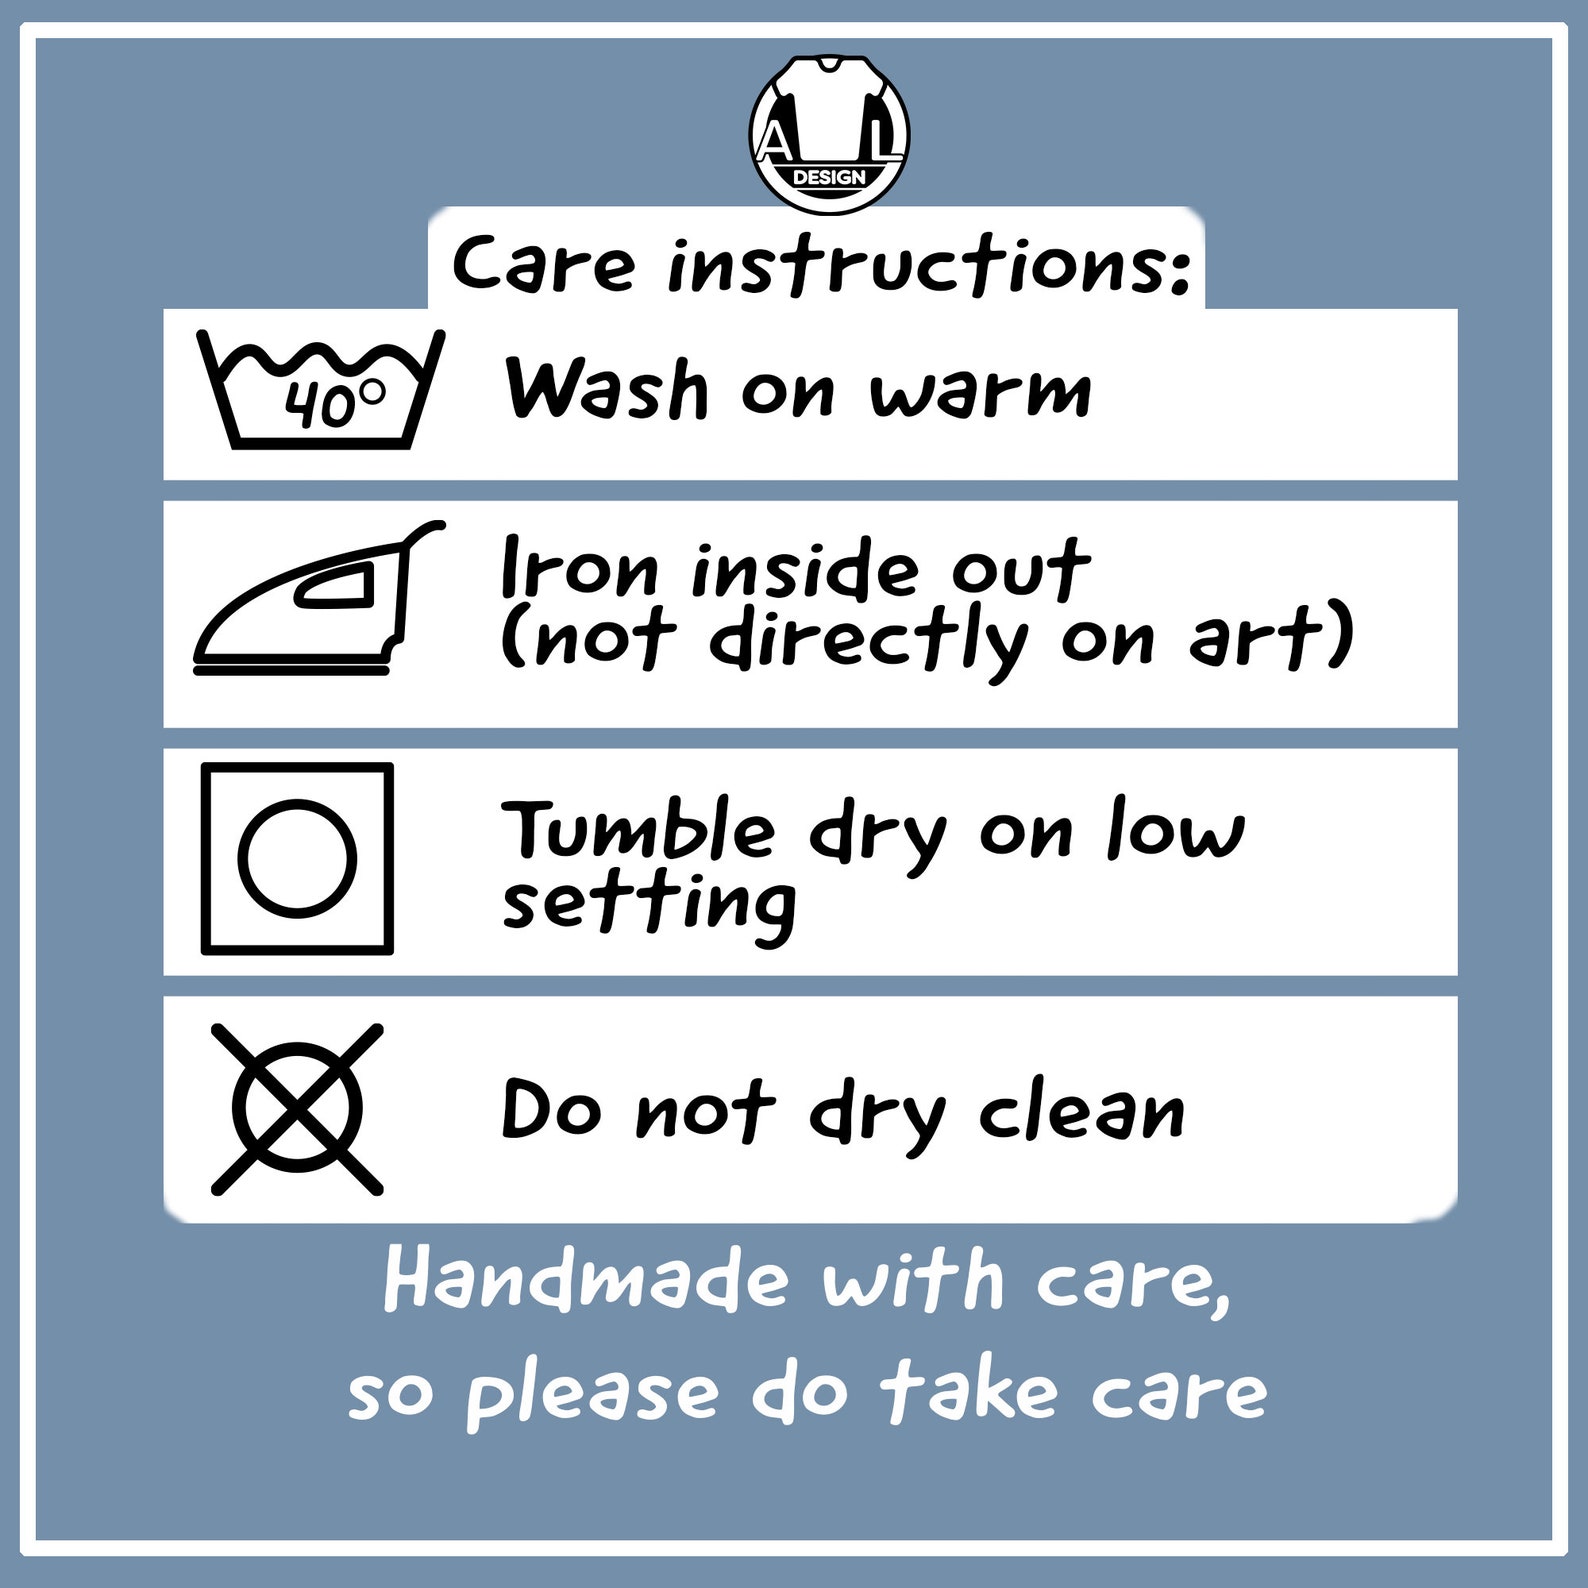 A L
DESIGN
Care instructions:
40° Wash on warm
Iron inside out
(not directly on art)
Tumble dry on low
setting
Do not dry clean
Handmade with care,
so please do take care